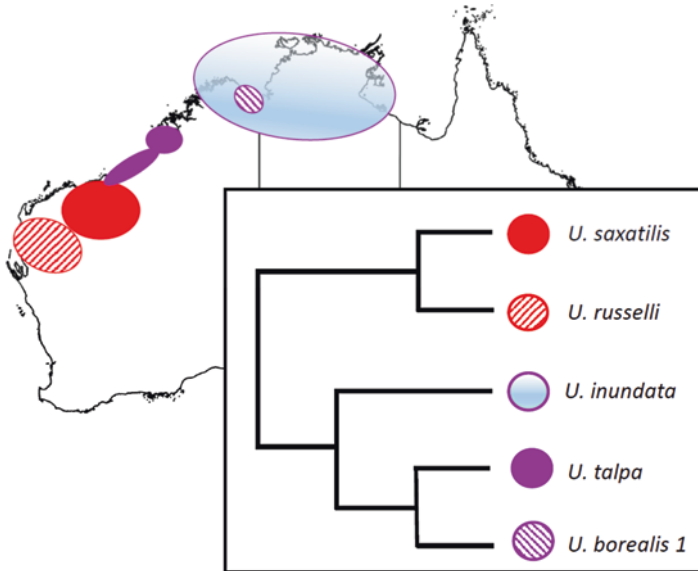 U. saxatilis
U. russelli
U. inundata
U. talpa
U. borealis 1